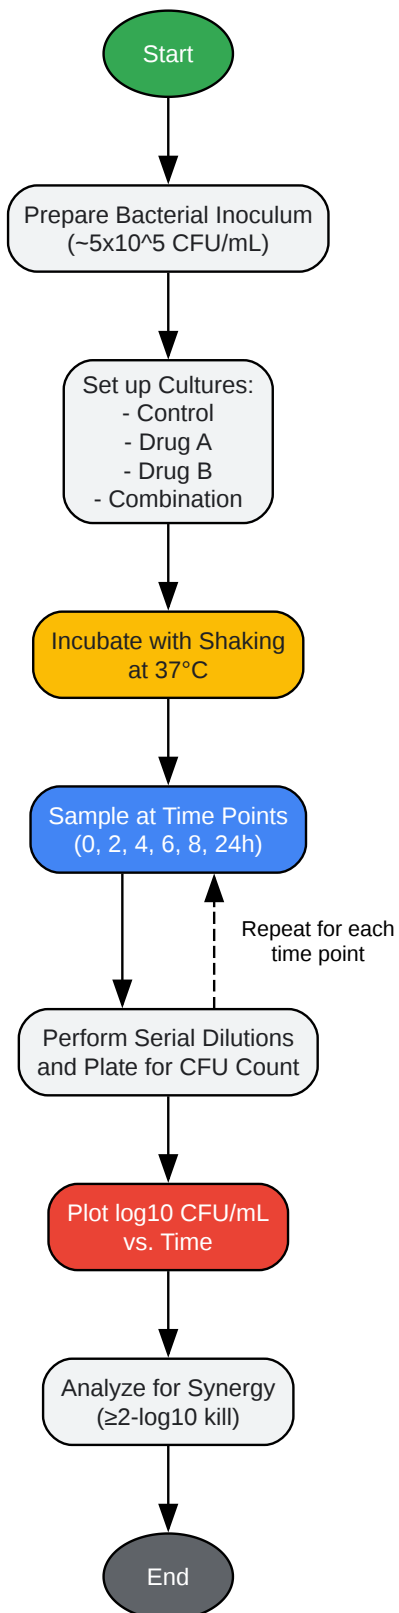 Start
Prepare Bacterial Inoculum
(~5x10^5 CFU/mL)
Set up Cultures:
- Control
- Drug A
- Drug B
- Combination
Incubate with Shaking
at 37°C
Sample at Time Points
(0, 2, 4, 6, 8, 24h)
Repeat for each
time point
Perform Serial Dilutions
and Plate for CFU Count
Plot log10 CFU/mL
vs. Time
Analyze for Synergy
(≥2-log10 kill)
End